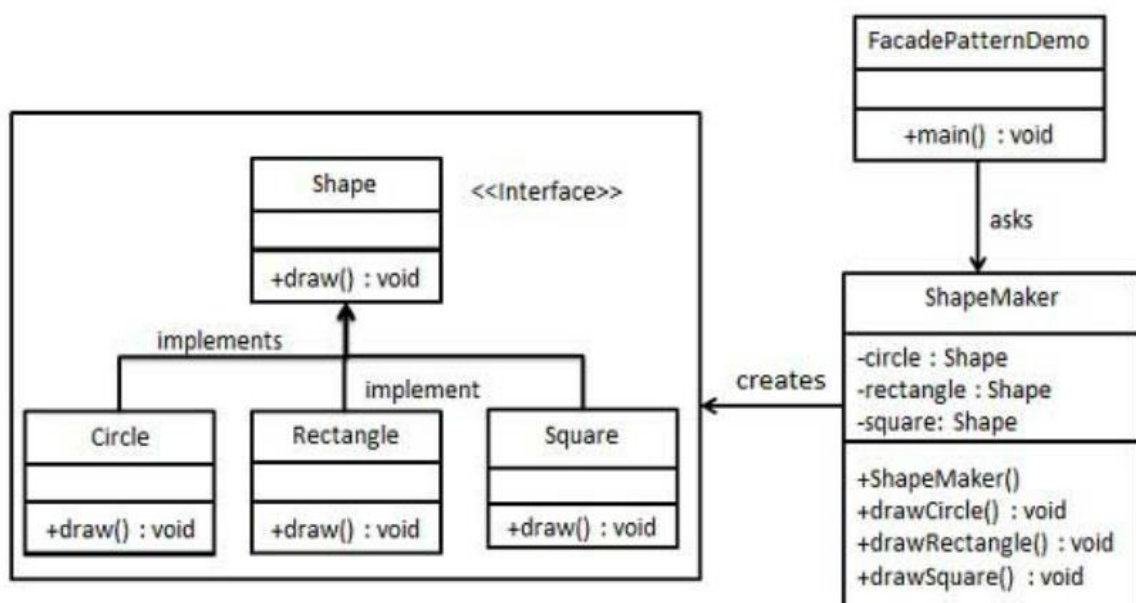 FacadePatternDemo
+main() : void
asks
Shape
<<Interface>>
+draw() : void
implements
implement
Circle
+draw() : void
Rectangle
+draw() : void
Square
+draw() : void
creates
ShapeMaker
-circle : Shape
-rectangle : Shape
-square: Shape
+ShapeMaker()
+drawCircle() : void
+drawRectangle() : void
+drawSquare() : void